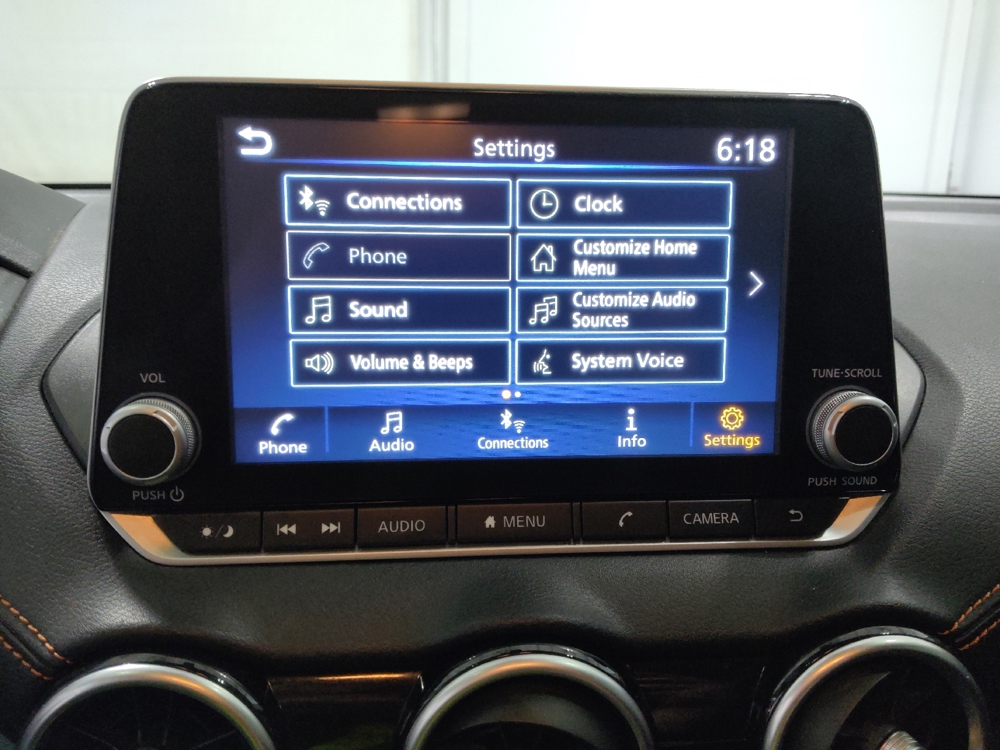 Settings
6:18
Connections
Clock
Phone
Customize Home
Menu
Sound
Customize Audio
Sources
Volume & Beeps
System Voice
Phone
Audio
Connections
Info
Settings
VOL
TUNE·SCROLL
PUSH
PUSH SOUND
AUDIO
MENU
CAMERA